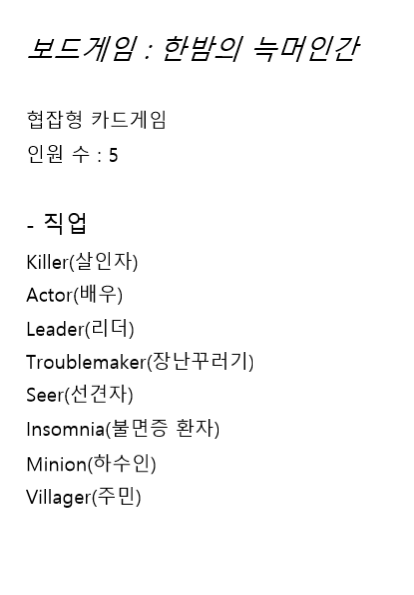 보드게임 : 한밤의 늑머인간
협잡형 카드게임
인원 수 : 5
- 직업
Killer(살인자)
Actor(배우)
Leader(리더)
Troublemaker(장난꾸러기)
Seer(선견자)
Insomnia(불면증 환자)
Minion(하수인)
Villager(주민)